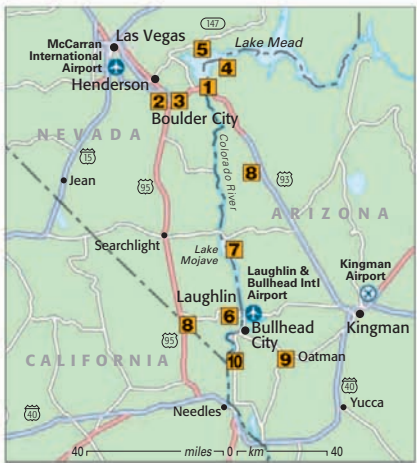 147
Las Vegas
McCarran
International
Airport
5
Lake Mead
4
Henderson
1
2
3
Boulder City
NEVADA
Colorado River
15
8
93
Jean
95
ARIZONA
Searchlight
Lake
Mojave
7
Laughlin &
Bullhead Intl
Airport
Kingman
Airport
Laughlin
6
8
Bullhead
City
Kingman
95
CALIFORNIA
10
9
Oatman
40
Needles
Yucca
40
40 miles 0 km 40